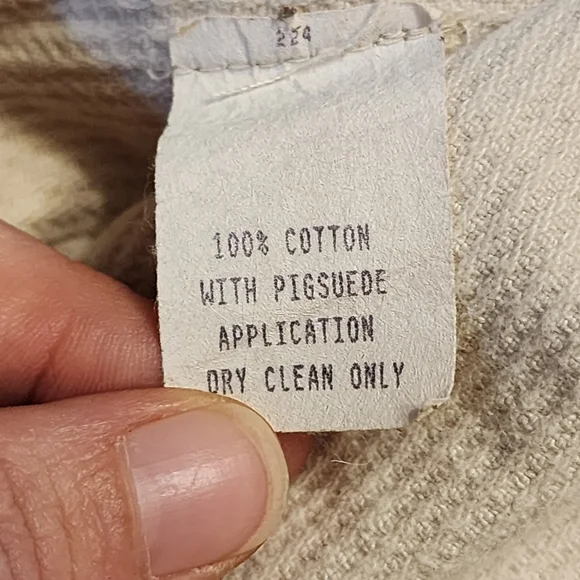 224
100% COTTON
WITH PIGSUEDE
APPLICATION
DRY CLEAN ONLY